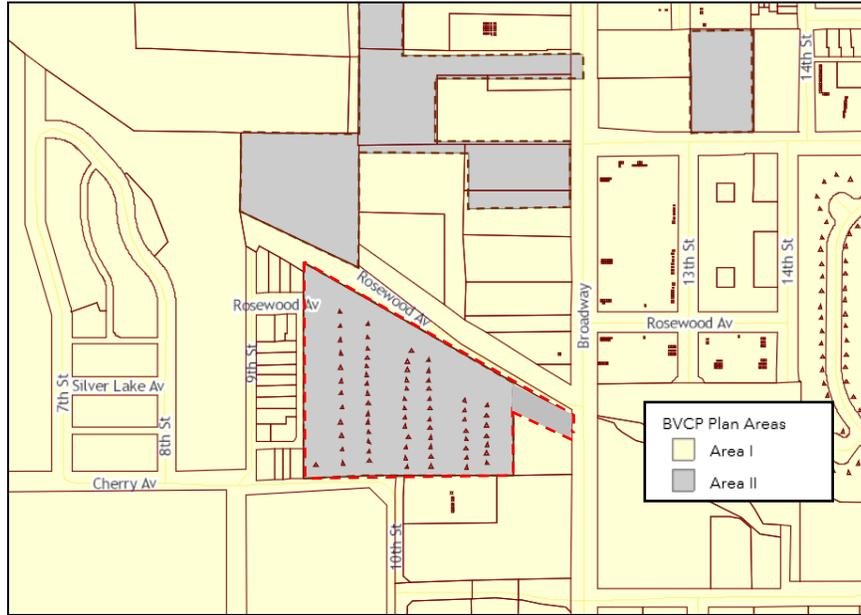 14th St
Rosewood Av
Rosewood Av
Broadway
13th St
14th St
Rosewood Av
9th St
7th St
Silver Lake Av
8th St
Cherry Av
10th St
BVCP Plan Areas
Area I
Area II